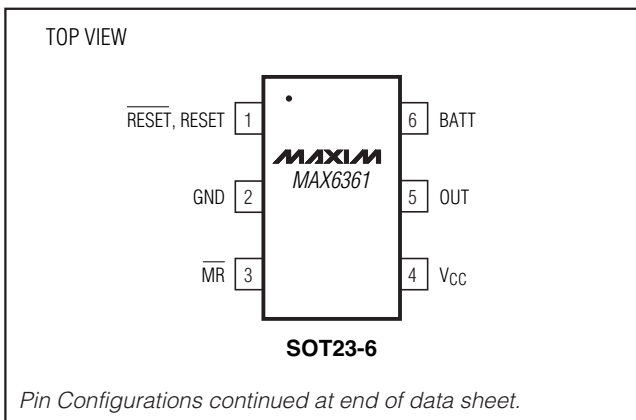 TOP VIEW
RESET, RESET 1
6 BATT
MAXIM
MAX6361
GND 2
5 OUT
MR 3
4 VCC
SOT23-6
Pin Configurations continued at end of data sheet.